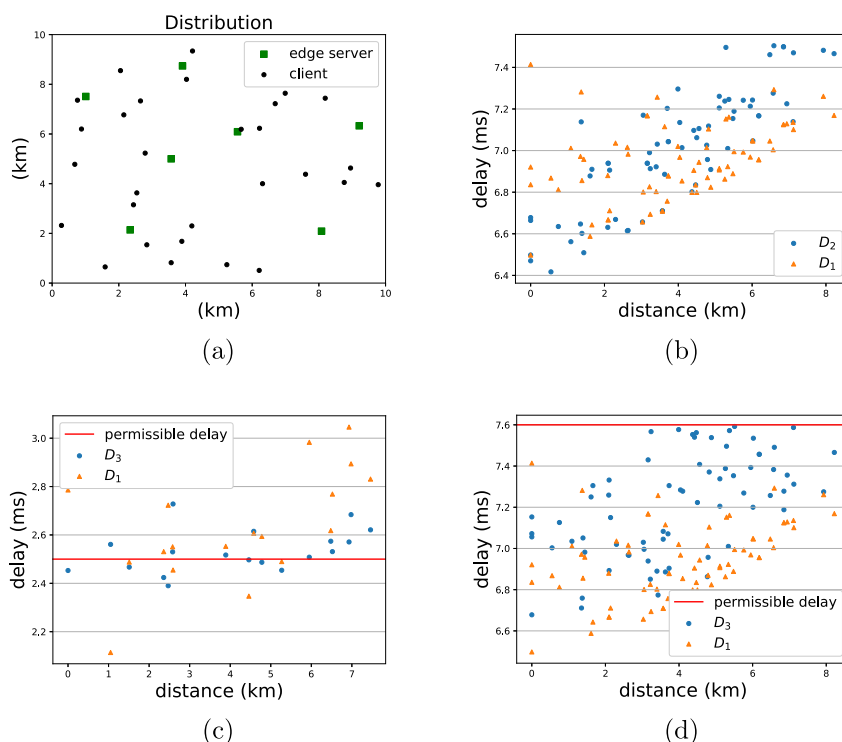 Distribution
edge server
client
10
8
6
4
2
0
(km)
0
2
4
6
8
10
(km)
(a)
7.4
7.2
7.0
6.8
6.6
6.4
delay (ms)
D₂
D₁
0
2
4
6
8
distance (km)
(b)
permissible delay
D₃
D₁
3.0
2.8
2.6
2.4
2.2
delay (ms)
0
1
2
3
4
5
6
7
distance (km)
(c)
7.6
7.4
7.2
7.0
6.8
6.6
delay (ms)
permissible delay
D₃
D₁
0
2
4
6
8
distance (km)
(d)